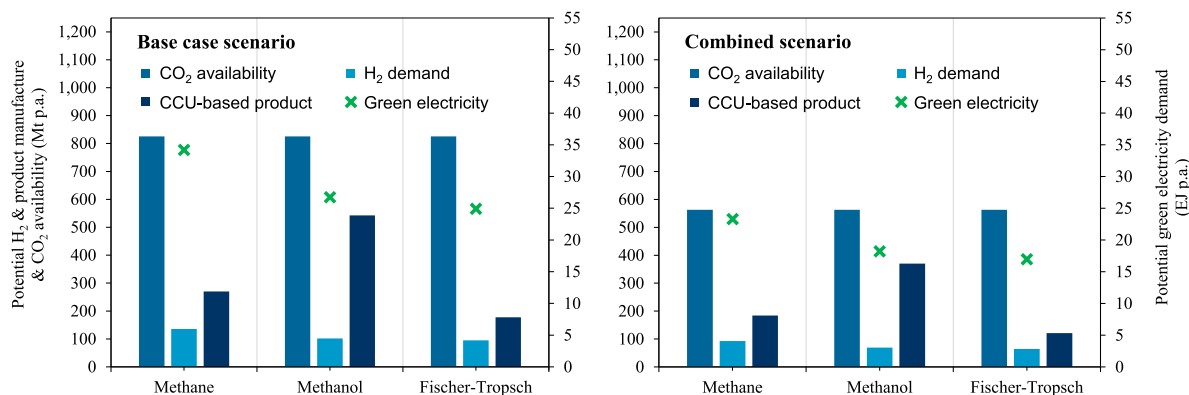 Potential H2 & product manufacture
& CO2 availability (Mt p.a.)
1,200
1,100
1,000
900
800
700
600
500
400
300
200
100
0
Base case scenario
CO2 availability
H2 demand
CCU-based product
Green electricity
55
50
45
40
35
30
25
20
15
10
5
0
Methane
Methanol
Fischer-Tropsch
1,200
1,100
1,000
900
800
700
600
500
400
300
200
100
0
Combined scenario
CO2 availability
H2 demand
CCU-based product
Green electricity
55
50
45
40
35
30
25
20
15
10
5
0
Methane
Methanol
Fischer-Tropsch
Potential green electricity demand
(EJ p.a.)